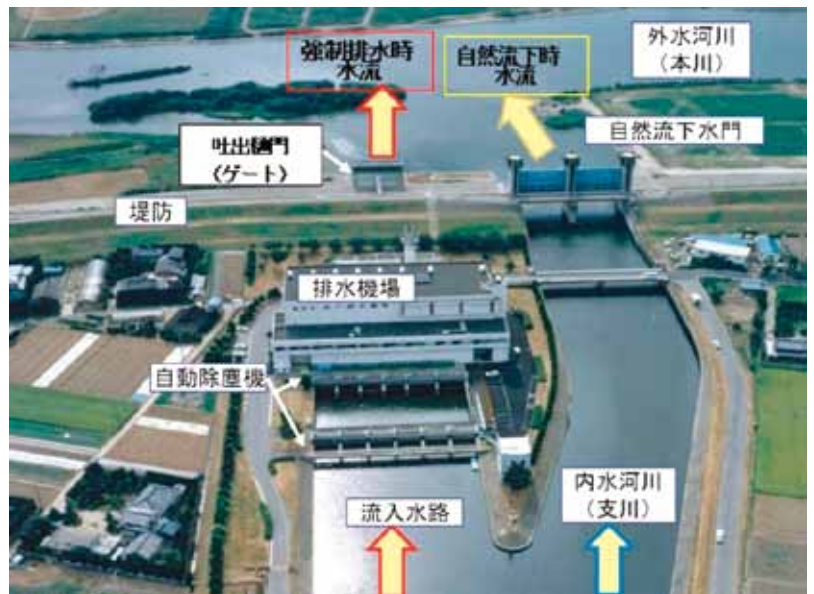 強制排水時
水流
自然流下時
水流
外水河川
（本川）
自然流下水門
吐出樋門
（ゲート）
堤防
排水機場
自動除塵機
流入水路
内水河川
（支川）